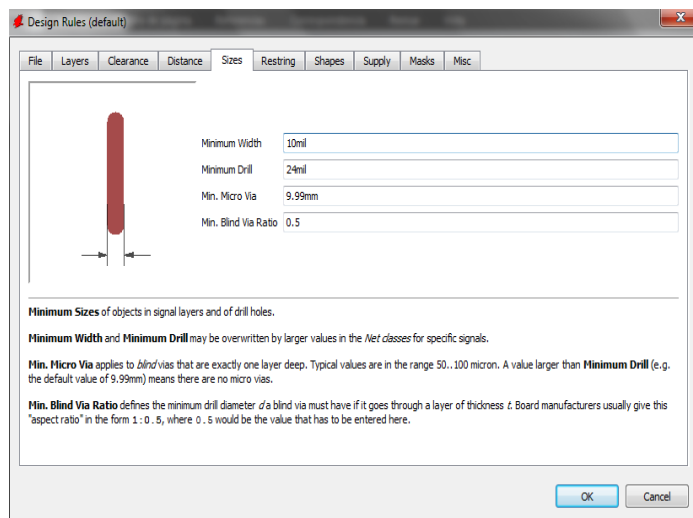 Design Rules (default)
File Layers Clearance Distance Sizes Restring Shapes Supply Masks Misc
Minimum Width 10mil
Minimum Drill 24mil
Min. Micro Via 9.99mm
Min. Blind Via Ratio 0.5
Minimum Sizes of objects in signal layers and of drill holes.
Minimum Width and Minimum Drill may be overwritten by larger values in the Net classes for specific signals.
Min. Micro Via applies to blind vias that are exactly one layer deep. Typical values are in the range 50..100 micron. A value larger than Minimum Drill (e.g.
the default value of 9.99mm) means there are no micro vias.
Min. Blind Via Ratio defines the minimum drill diameter d a blind via must have if it goes through a layer of thickness t. Board manufacturers usually give this
"aspect ratio" in the form 1:0.5, where 0.5 would be the value that has to be entered here.
OK Cancel